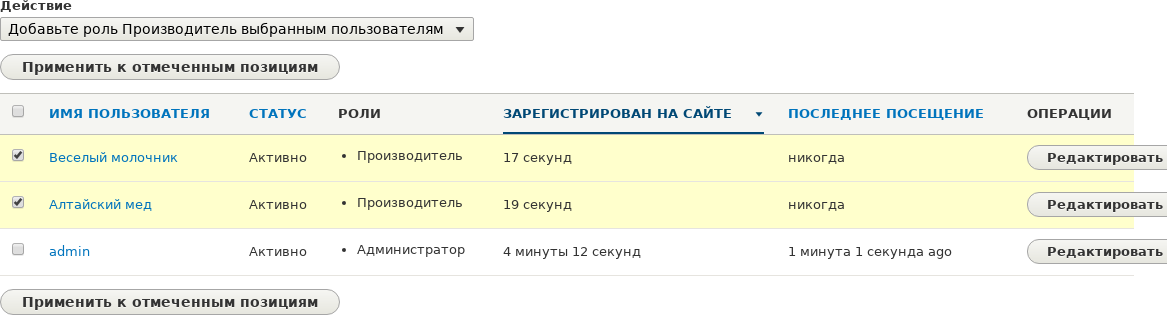 Действие
Добавьте роль Производитель выбранным пользователям
Применить к отмеченным позициям
ИМЯ ПОЛЬЗОВАТЕЛЯ СТАТУС РОЛИ ЗАРЕГИСТРИРОВАН НА САЙТЕ ПОСЛЕДНЕЕ ПОСЕЩЕНИЕ ОПЕРАЦИИ
Веселый молочник Активно • Производитель 17 секунд никогда Редактировать
Алтайский мед Активно • Производитель 19 секунд никогда Редактировать
admin Активно • Администратор 4 минуты 12 секунд 1 минута 1 секунда ago Редактировать
Применить к отмеченным позициям